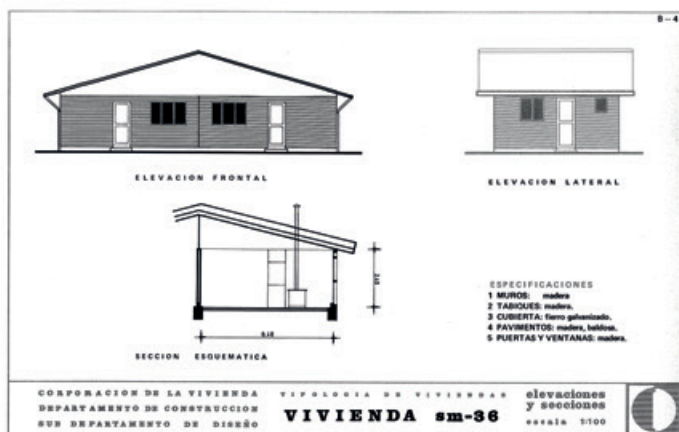 B-4
ELEVACION FRONTAL
ELEVACION LATERAL
SECCION ESQUEMATICA
ESPECIFICACIONES
1 MUROS: madera
2 TABIQUES: madera.
3 CUBIERTA: fierro galvanizado.
4 PAVIMENTOS: madera, baldosa.
5 PUERTAS Y VENTANAS: madera.
CORPORACION DE LA VIVIENDA
DEPARTAMENTO DE CONSTRUCCION
SUB DEPARTAMENTO DE DISEÑO
TIPOLOGIA DE VIVIENDAS
VIVIENDA sm-36
elevaciones
y secciones
escala 1:100